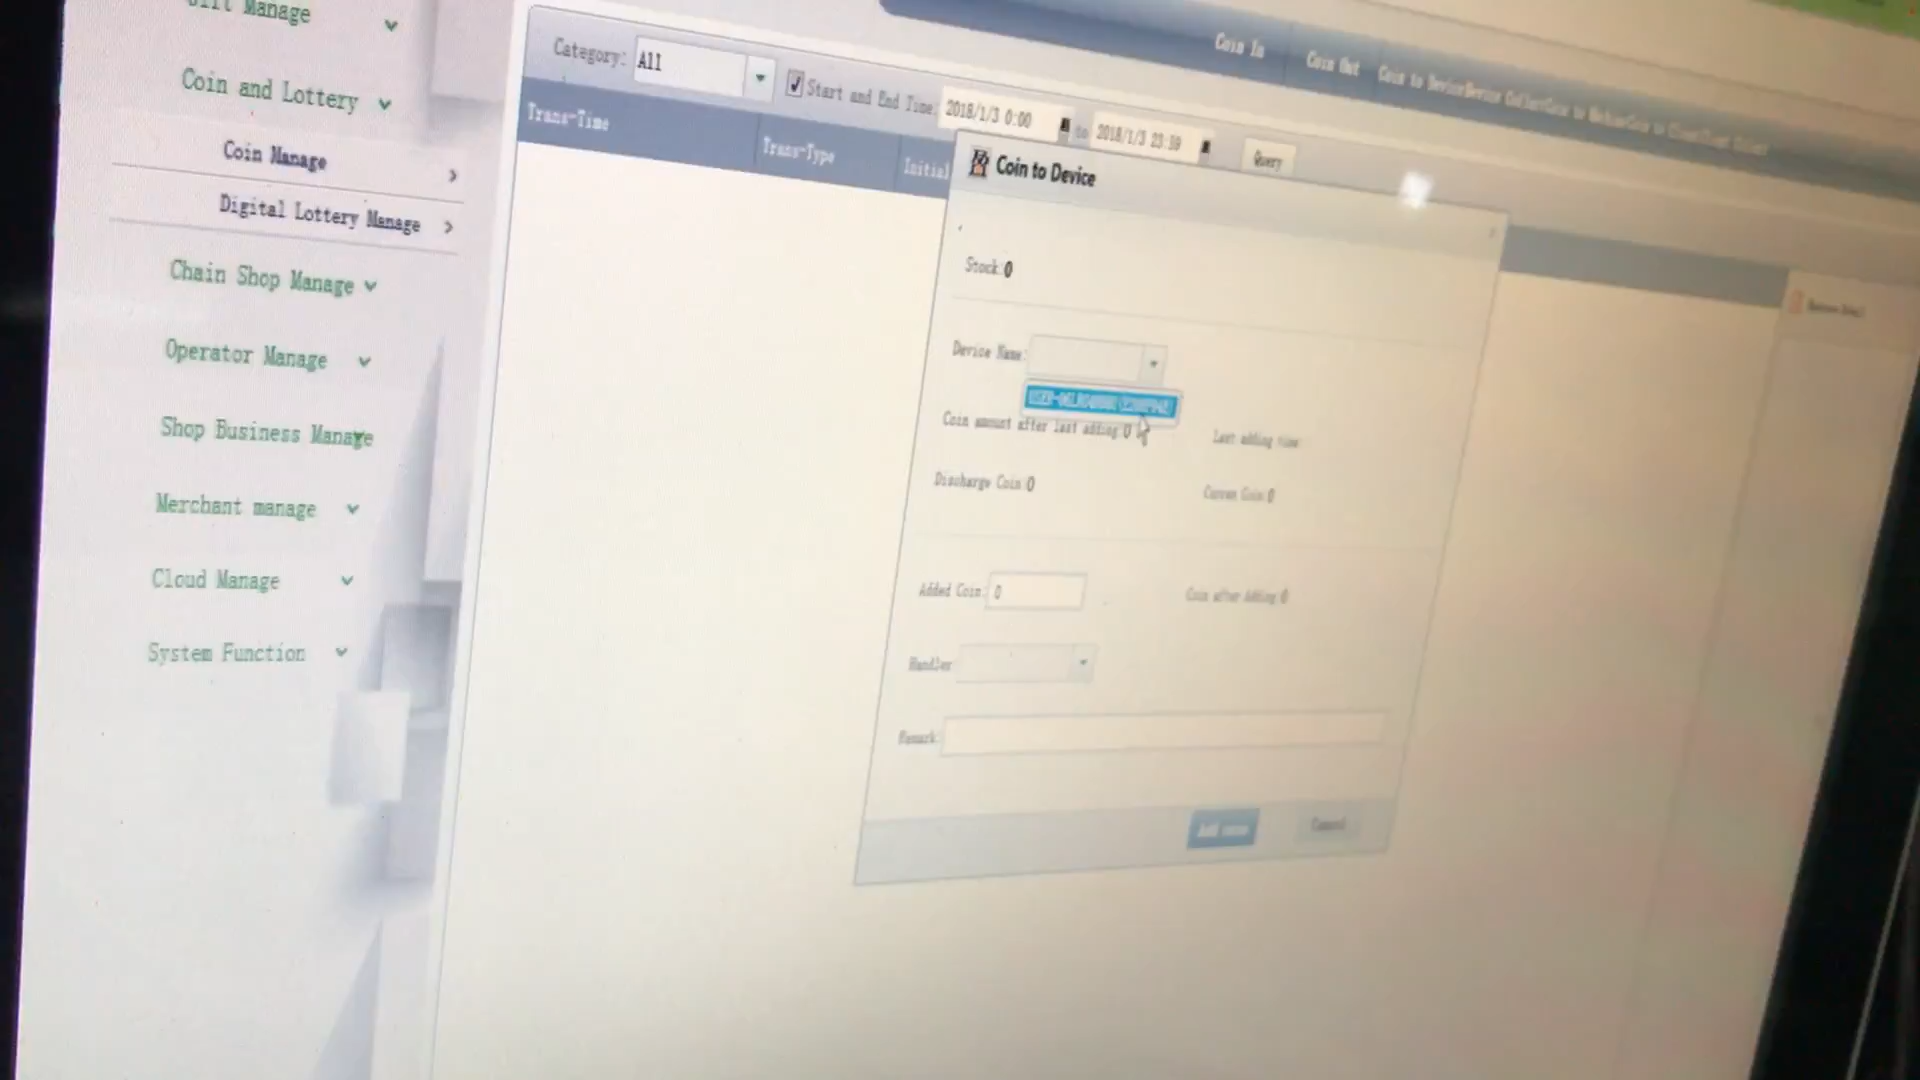 Manage
Coin and Lottery
Coin Manage
Digital Lottery Manage
Chain Shop Manage
Operator Manage
Shop Business Manage
Merchant manage
Cloud Manage
System Function
Coin In
Coin Out
Coin to Device
Category: All
Start and End Time: 2018/1/3 0:00 to 2018/1/3 23:59
Query
Trans-Time
Trans-Type
Initial
Coin to Device
Stock:0
Device Name:
Coin amount after last adding 0
Last adding time
Discharge Coin 0
Current Coin 0
Added Coin: 0
Coin after Adding 0
Handler
Remark:
Cancel